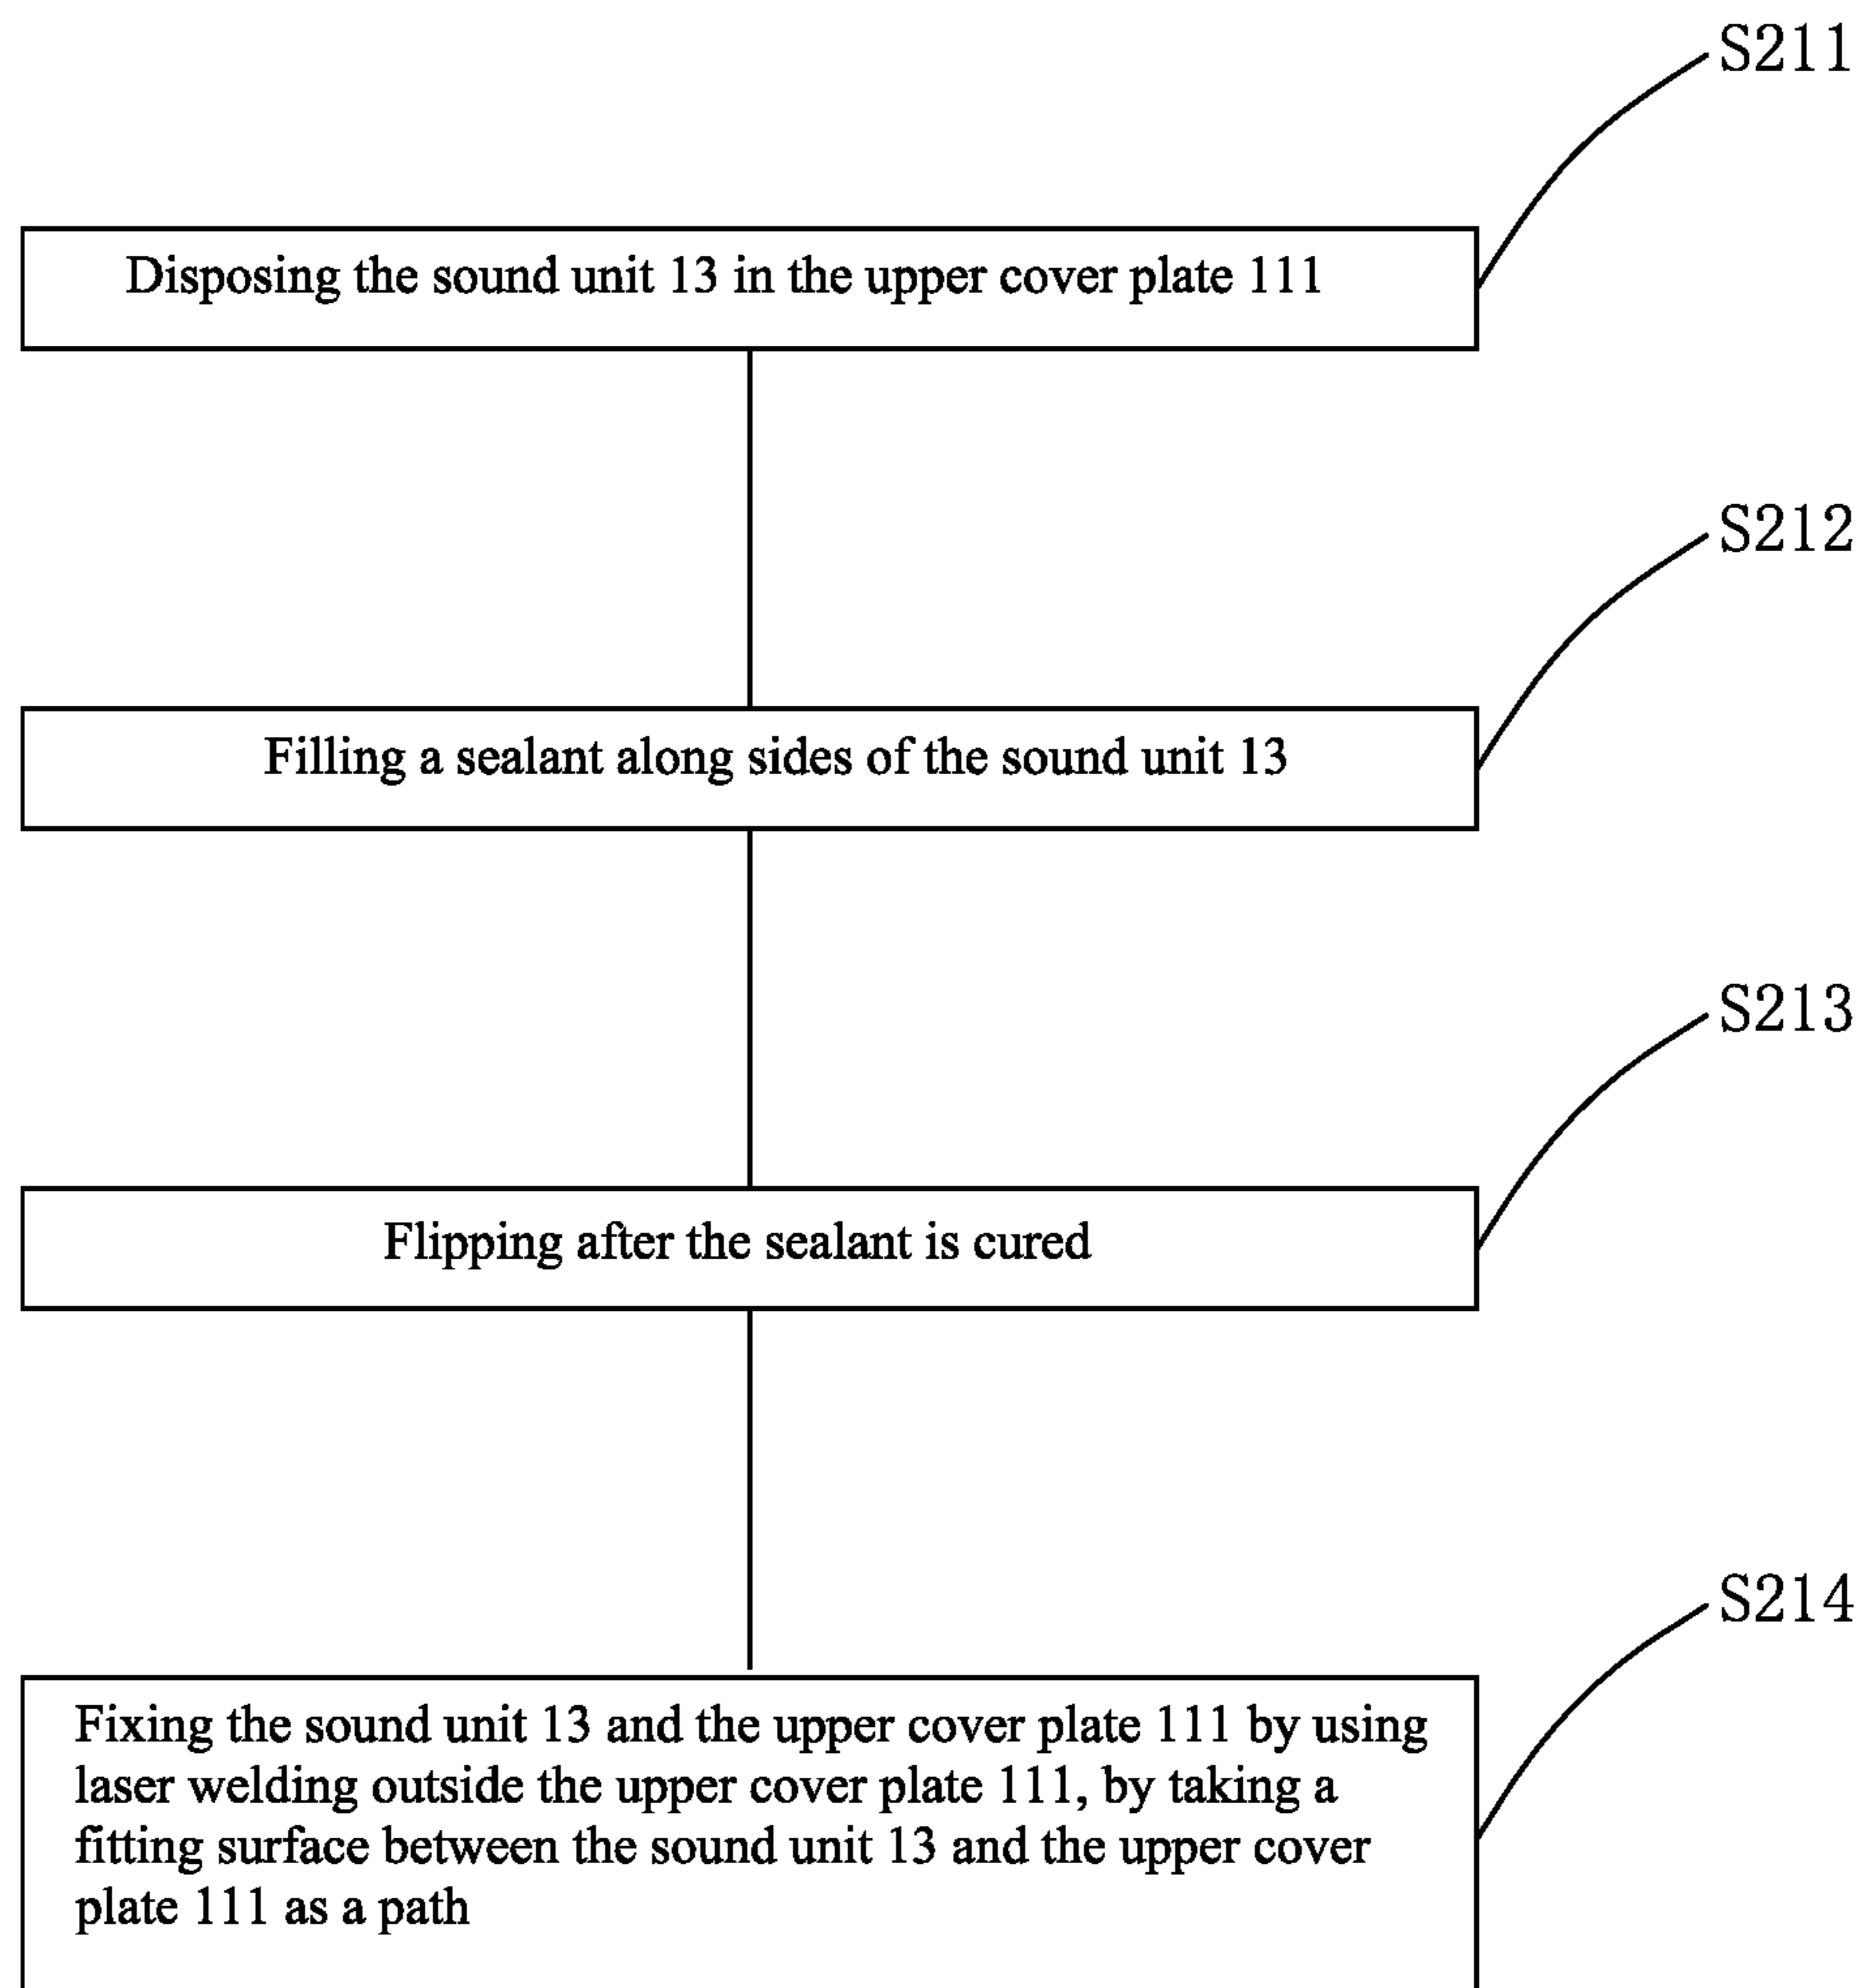 S211
Disposing the sound unit 13 in the upper cover plate 111
S212
Filling a sealant along sides of the sound unit 13
S213
Flipping after the sealant is cured
S214
Fixing the sound unit 13 and the upper cover plate 111 by using
laser welding outside the upper cover plate 111, by taking a
fitting surface between the sound unit 13 and the upper cover
plate 111 as a path